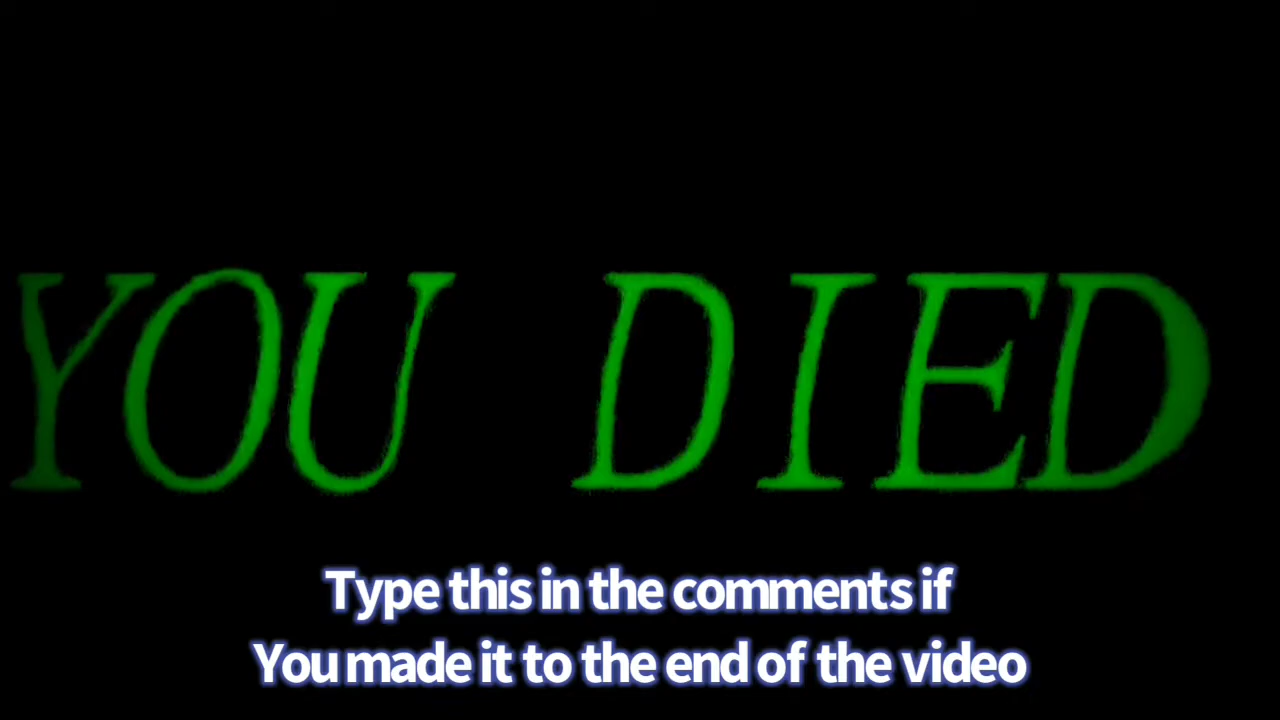 YOU DIED
Type this in the comments if
You made it to the end of the video